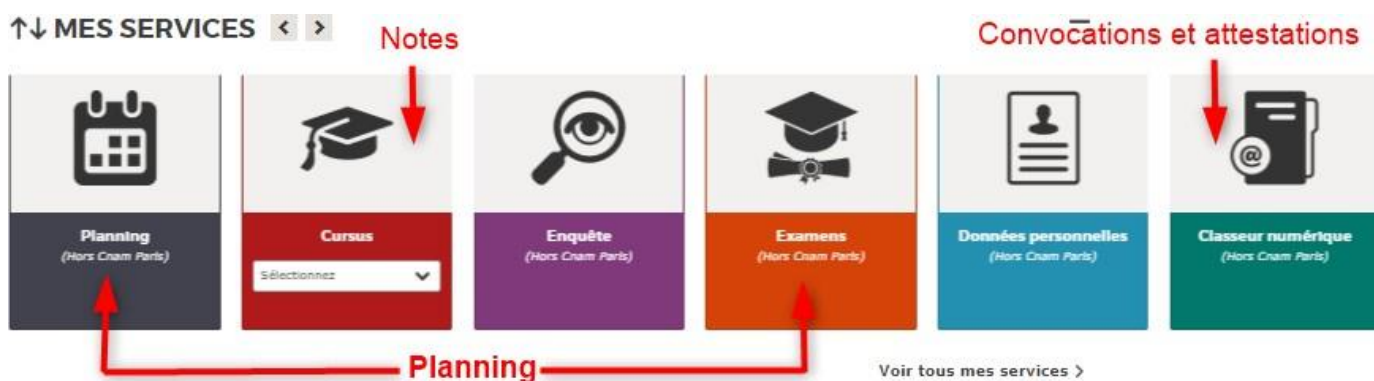 ↑↓ MES SERVICES < >
Notes
Convocations et attestations
@
Planning
(Hors Cnam Paris)
Cursus
Sélectionnez
Enquête
(Hors Cnam Paris)
Examens
(Hors Cnam Paris)
Données personnelles
(Hors Cnam Paris)
Classeur numérique
(Hors Cnam Paris)
Planning
Voir tous mes services >